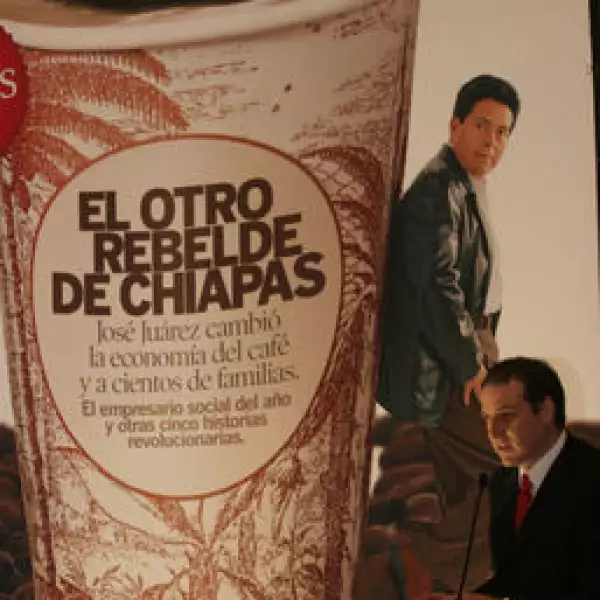 S
EL OTRO
REBELDE
DE CHIAPAS
José Juárez cambió
la economía del café
y a cientos de familias.
El empresario social del año
y otras cinco historias
revolucionarias.